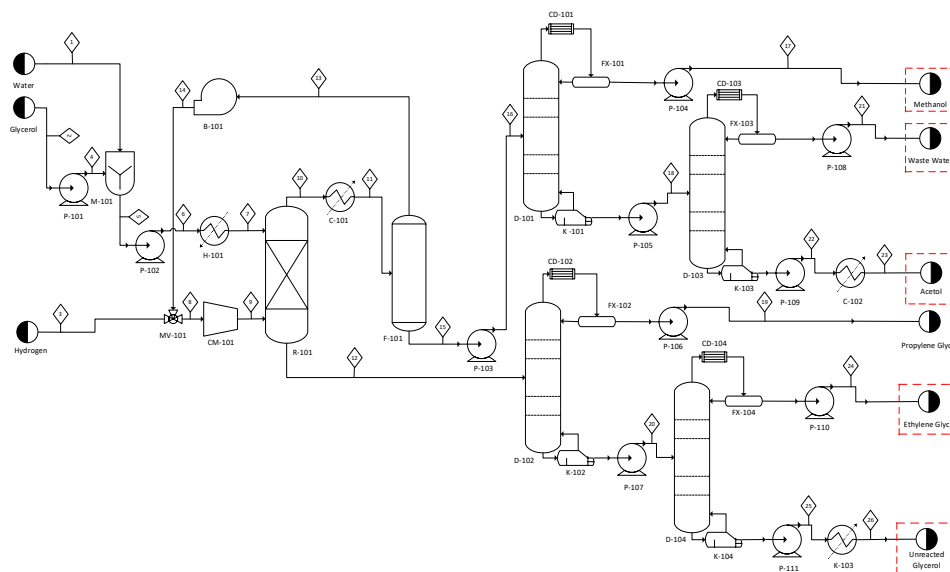 CD-101
1
17
FX-101
13
14
CD-103
Water
P-104
Methanol
21
16
FX-103
Glycerol
B-101
2
4
Waste Wate
P-108
M-101
10
11
18
P-101
5
6
7
C-101
D-101
K-101
P-105
22
23
P-102
H-101
CD-102
D-103
K-103
P-109
C-102
Acetol
19
3
8
9
FX-102
15
Hydrogen
MV-101
CM-101
F-101
P-106
Propylene Glyc
R-101
CD-104
12
P-103
24
FX-104
Ethylene Glyc
20
P-110
D-102
K-102
P-107
25
26
D-104
K-104
P-111
K-103
Unreacted
Glycerol